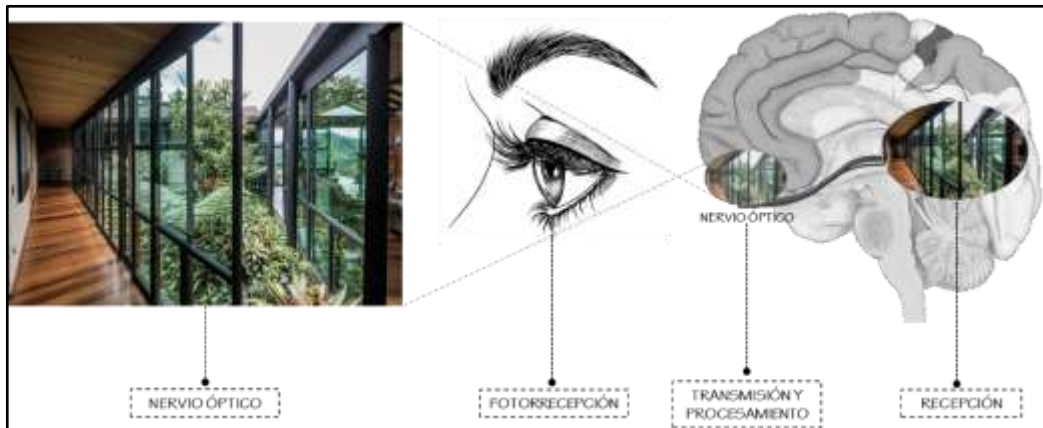 NERVIO ÓPTICO
NERVIO ÓPTICO
FOTORRECEPCIÓN
TRANSMISIÓN Y
PROCESAMIENTO
RECEPCIÓN